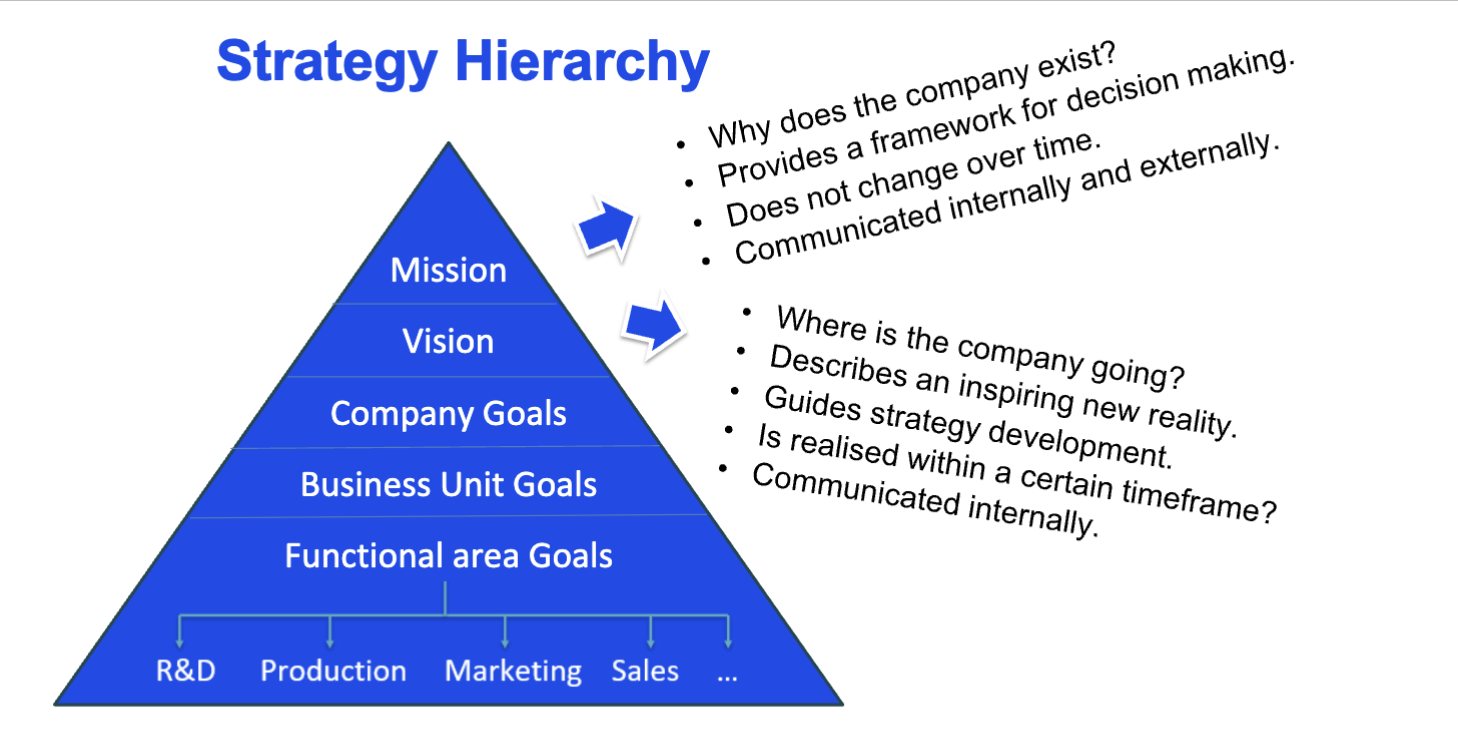 Strategy Hierarchy
• Why does the company exist?
• Provides a framework for decision making.
• Does not change over time.
• Communicated internally and externally.
• Where is the company going?
• Describes an inspiring new reality.
• Guides strategy development.
• Is realised within a certain timeframe?
• Communicated internally.
Mission
Vision
Company Goals
Business Unit Goals
Functional area Goals
R&D Production Marketing Sales ...